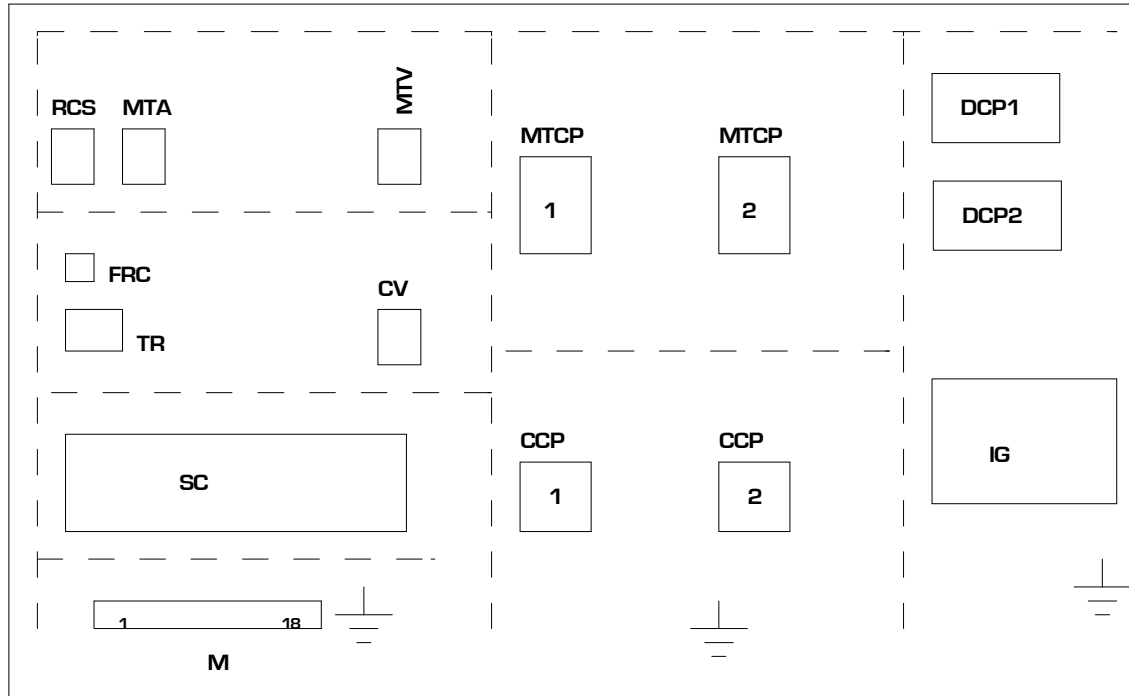 RCS MTA MTV
MTCP MTCP
DCP1
1 2
DCP2
FRC
CV
TR
CCP CCP
SC
1 2
IG
1 18
M